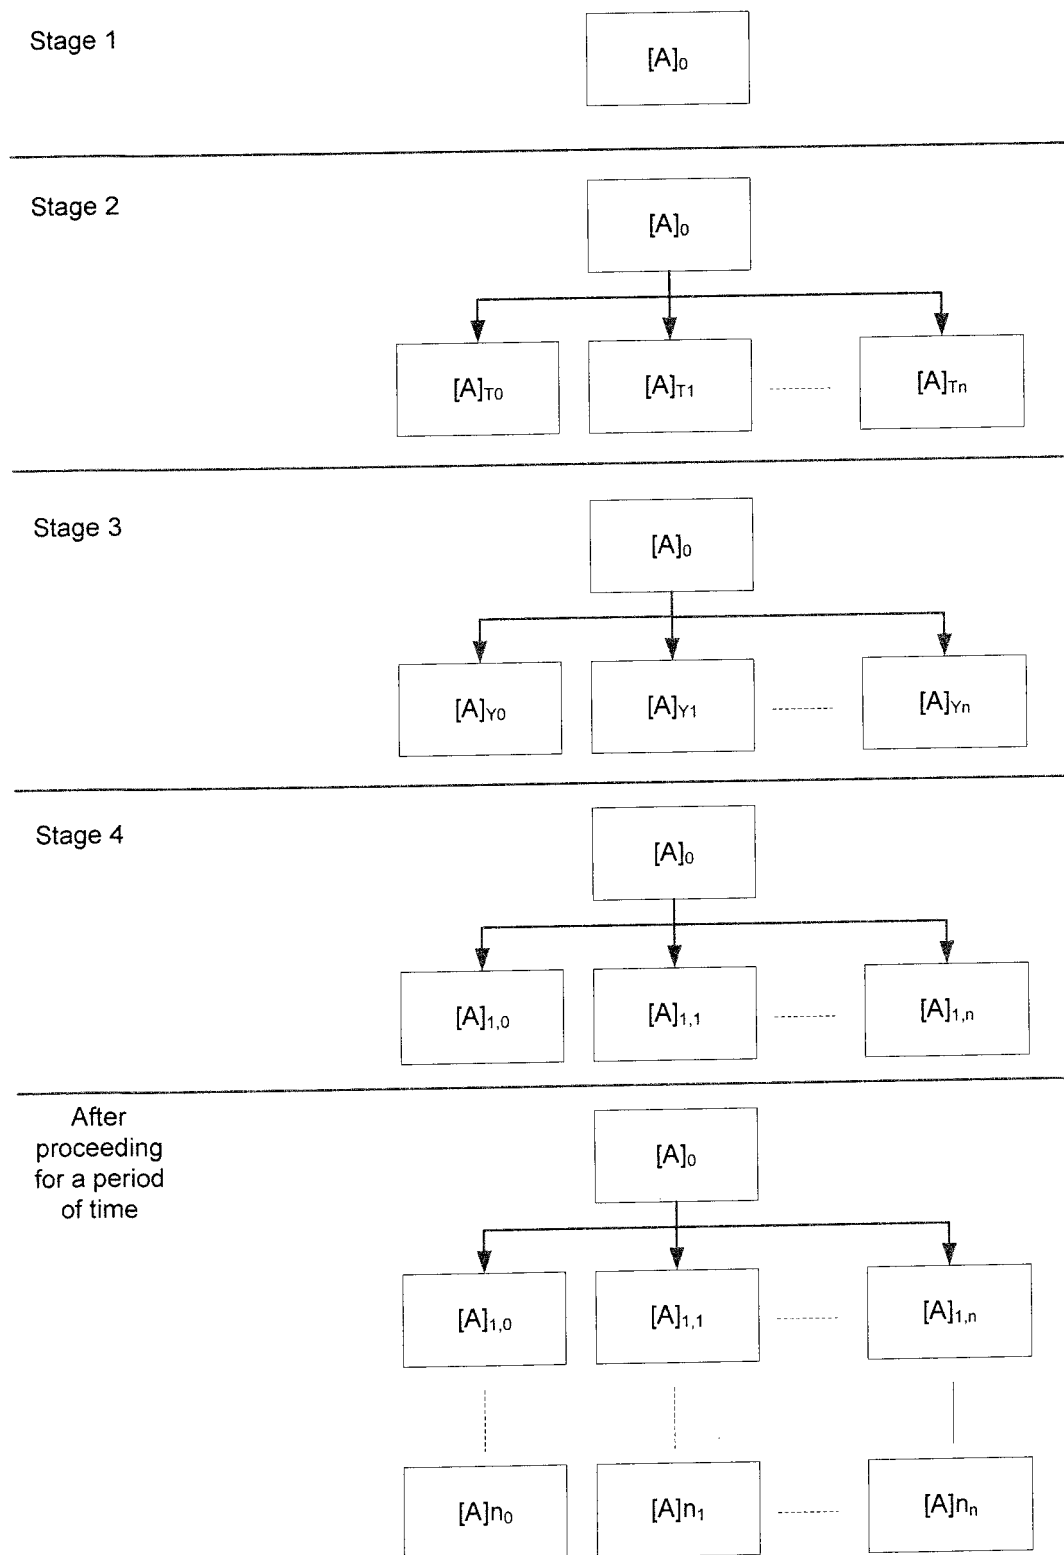 Stage 1
[A]₀
Stage 2
[A]₀
[A]T0 [A]T1 [A]Tn
Stage 3
[A]₀
[A]Y0 [A]Y1 [A]Yn
Stage 4
[A]₀
[A]1,0 [A]1,1 [A]1,n
After
proceeding
for a period
of time
[A]₀
[A]1,0 [A]1,1 [A]1,n
[A]n₀ [A]n₁ [A]nₙ